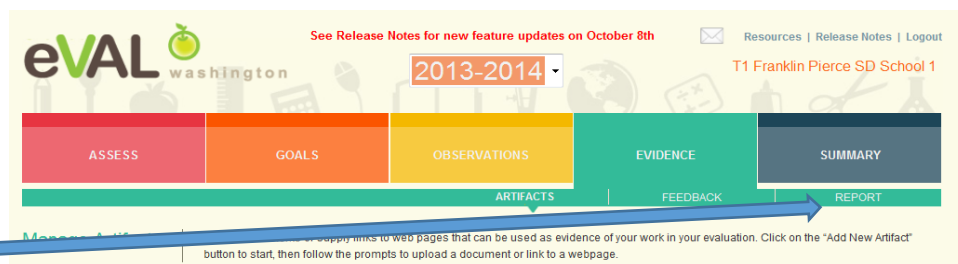 See Release Notes for new feature updates on October 8th
Resources | Release Notes | Logout
eVAL washington
2013-2014
T1 Franklin Pierce SD School 1
ASSESS GOALS OBSERVATIONS EVIDENCE SUMMARY
ARTIFACTS FEEDBACK REPORT
Manage links to web pages that can be used as evidence of your work in your evaluation. Click on the "Add New Artifact"
button to start, then follow the prompts to upload a document or link to a webpage.